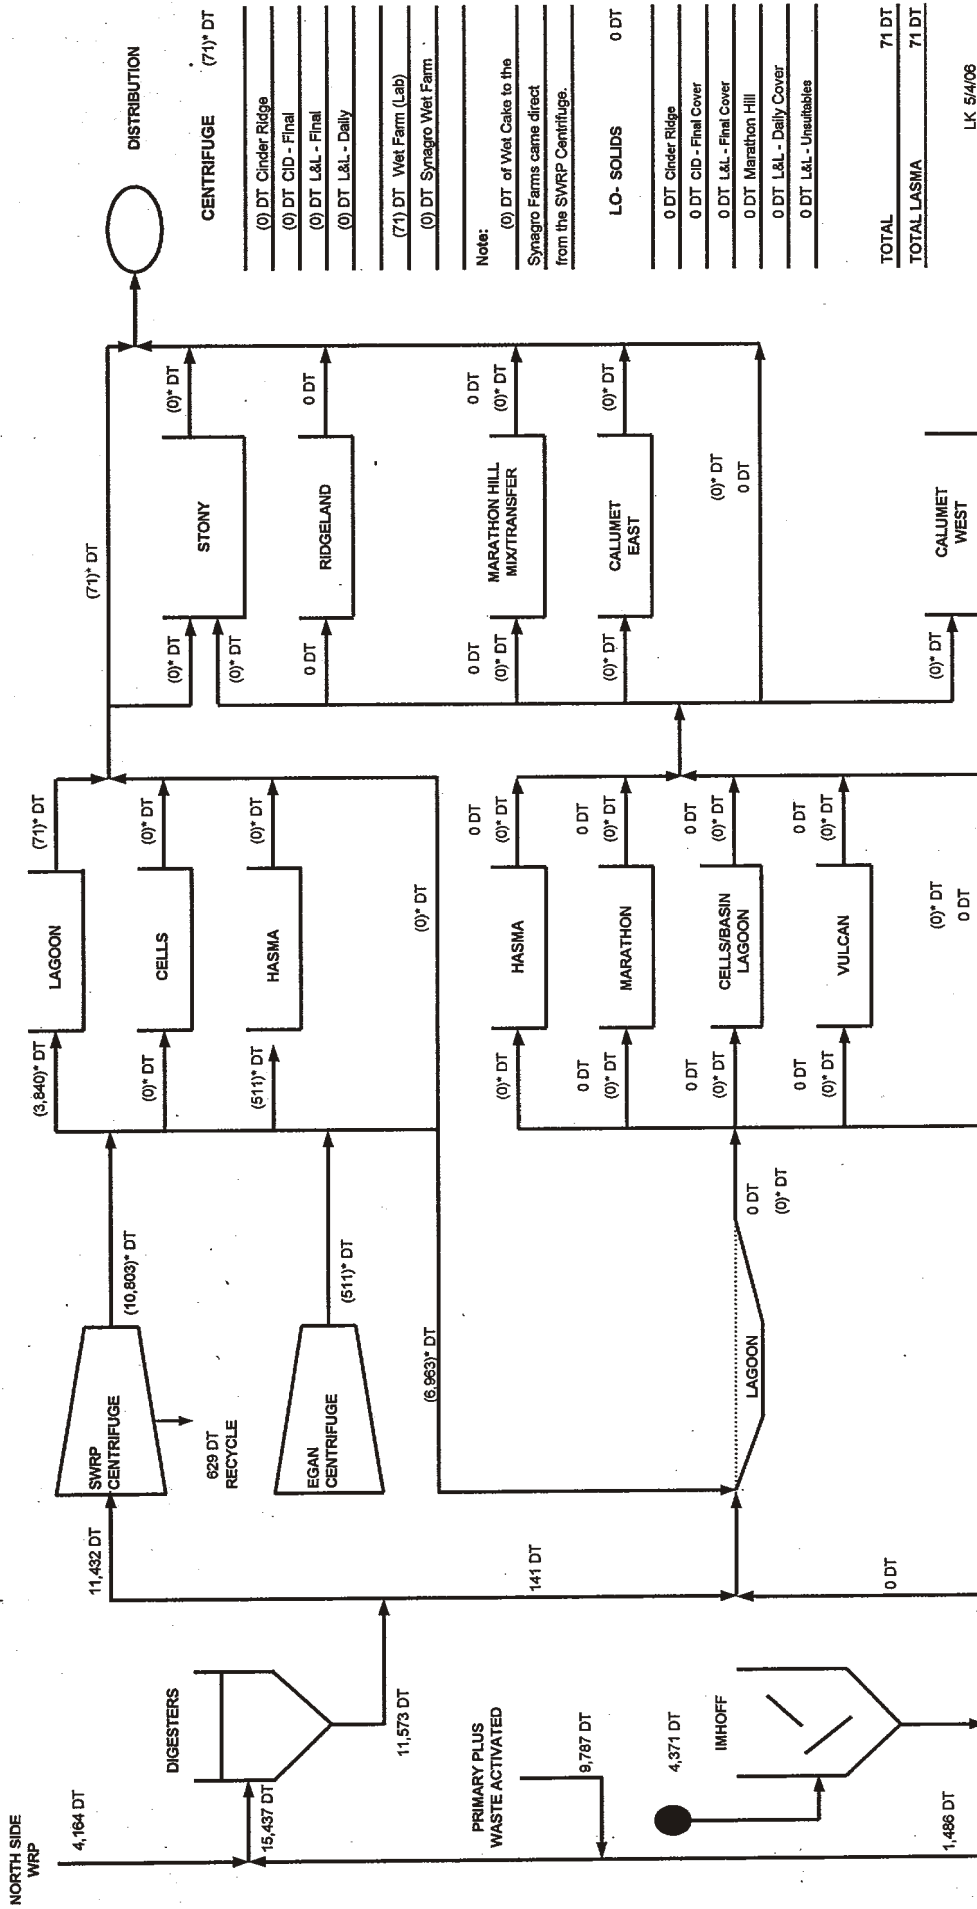 NORTH SIDE
WRP
4,164 DT
15,437 DT
DIGESTERS
11,573 DT
PRIMARY PLUS
WASTE ACTIVATED
9,787 DT
4,371 DT
IMHOFF
1,486 DT
11,432 DT
141 DT
0 DT
SWRP
CENTRIFUGE
629 DT
RECYCLE
EGAN
CENTRIFUGE
(10,803)* DT
(511)* DT
(6,963)* DT
LAGOON
0 DT
(0)* DT
(3,840)* DT
LAGOON
(71)* DT
(0)* DT
CELLS
(0)* DT
(511)* DT
HASMA
(0)* DT
(0)* DT
(0)* DT
HASMA
0 DT
(0)* DT
0 DT
(0)* DT
MARATHON
0 DT
(0)* DT
0 DT
(0)* DT
CELLS/BASIN
LAGOON
0 DT
(0)* DT
0 DT
(0)* DT
VULCAN
0 DT
(0)* DT
(0)* DT
0 DT
(71)* DT
(0)* DT
(0)* DT
STONY
(0)* DT
0 DT
RIDGELAND
0 DT
0 DT
(0)* DT
MARATHON HILL
MIX/TRANSFER
0 DT
(0)* DT
(0)* DT
CALUMET
EAST
(0)* DT
(0)* DT
0 DT
(0)* DT
CALUMET
WEST
DISTRIBUTION
CENTRIFUGE (71)* DT
(0) DT Cinder Ridge
(0) DT CID - Final
(0) DT L&L - Final
(0) DT L&L - Daily
(71) DT Wet Farm (Lab)
(0) DT Synagro Wet Farm
Note:
(0) DT of Wet Cake to the
Synagro Farms came direct
from the SWRP Centrifuge.
LO- SOLIDS 0 DT
0 DT Cinder Ridge
0 DT CID - Final Cover
0 DT L&L - Final Cover
0 DT Marathon Hill
0 DT L&L - Daily Cover
0 DT L&L - Unsuitables
TOTAL 71 DT
TOTAL LASMA 71 DT
LK 5/4/06